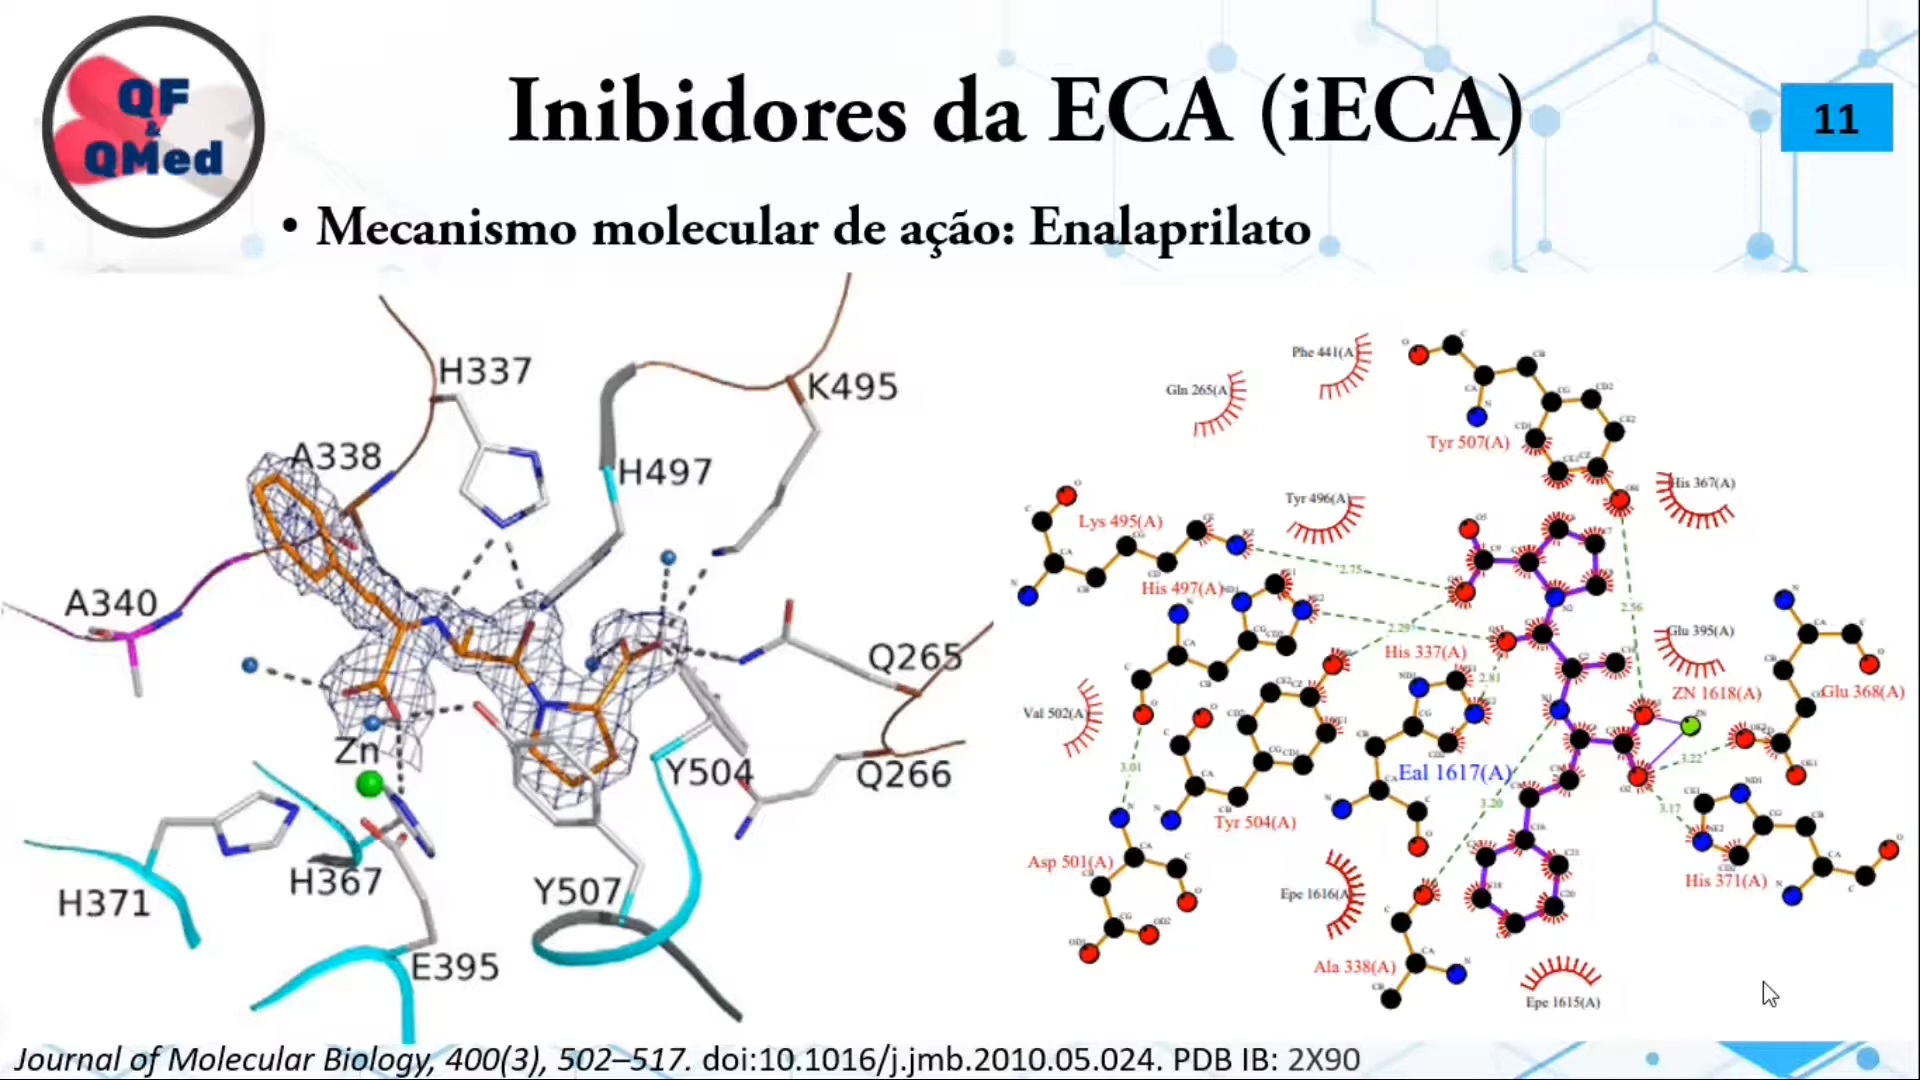 QF
&
QMed
Inibidores da ECA (iECA)
11
• Mecanismo molecular de ação: Enalaprilato
H337
K495
A338
H497
A340
Q265
Zn
Y504
Q266
H371
H367
Y507
E395
Phe 441(A)
Gln 265(A)
Tyr 507(A)
His 367(A)
Tyr 496(A)
Lys 495(A)
2.75
His 497(A)
2.56
2.29
Glu 395(A)
His 337(A)
2.81
ZN 1618(A)
Glu 368(A)
Val 502(A)
3.01
Eal 1617(A)
3.22
3.20
3.17
Tyr 504(A)
Asp 501(A)
His 371(A)
Epe 1616(A)
Ala 338(A)
Epe 1615(A)
Journal of Molecular Biology, 400(3), 502–517. doi:10.1016/j.jmb.2010.05.024. PDB IB: 2X90